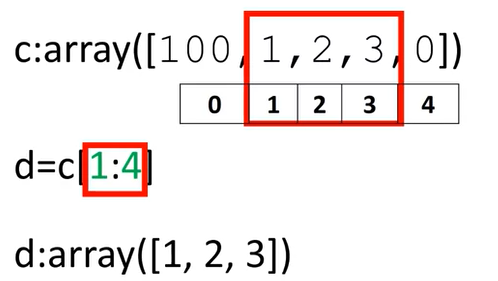 c:array([100,1,2,3,0])
0 1 2 3 4
d=c[1:4]
d:array([1, 2, 3])